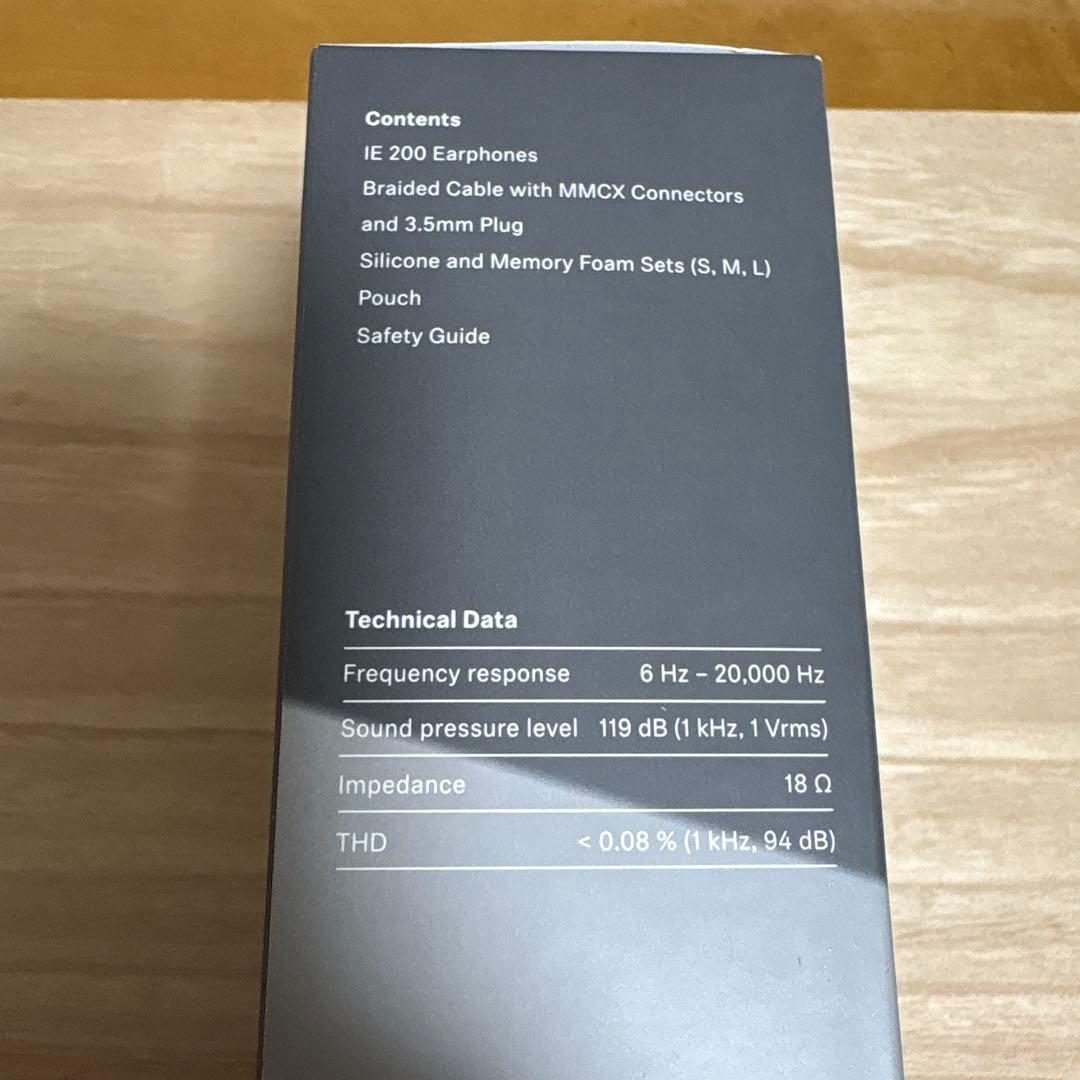 Contents
IE 200 Earphones
Braided Cable with MMCX Connectors
and 3.5mm Plug
Silicone and Memory Foam Sets (S, M, L)
Pouch
Safety Guide
Technical Data
Frequency response 6 Hz – 20,000 Hz
Sound pressure level 119 dB (1 kHz, 1 Vrms)
Impedance 18 Ω
THD < 0.08 % (1 kHz, 94 dB)